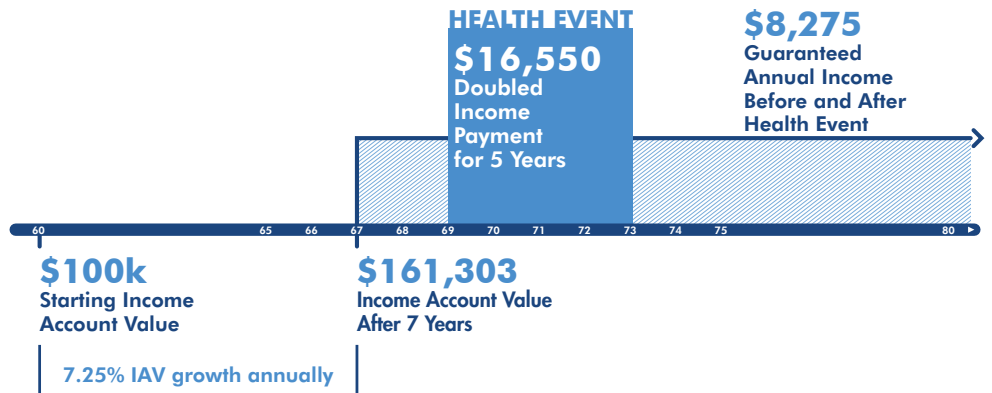 HEALTH EVENT
$16,550
Doubled
Income
Payment
for 5 Years
$8,275
Guaranteed
Annual Income
Before and After
Health Event
60 65 66 67 68 69 70 71 72 73 74 75 80
$100k
Starting Income
Account Value
$161,303
Income Account Value
After 7 Years
7.25% IAV growth annually